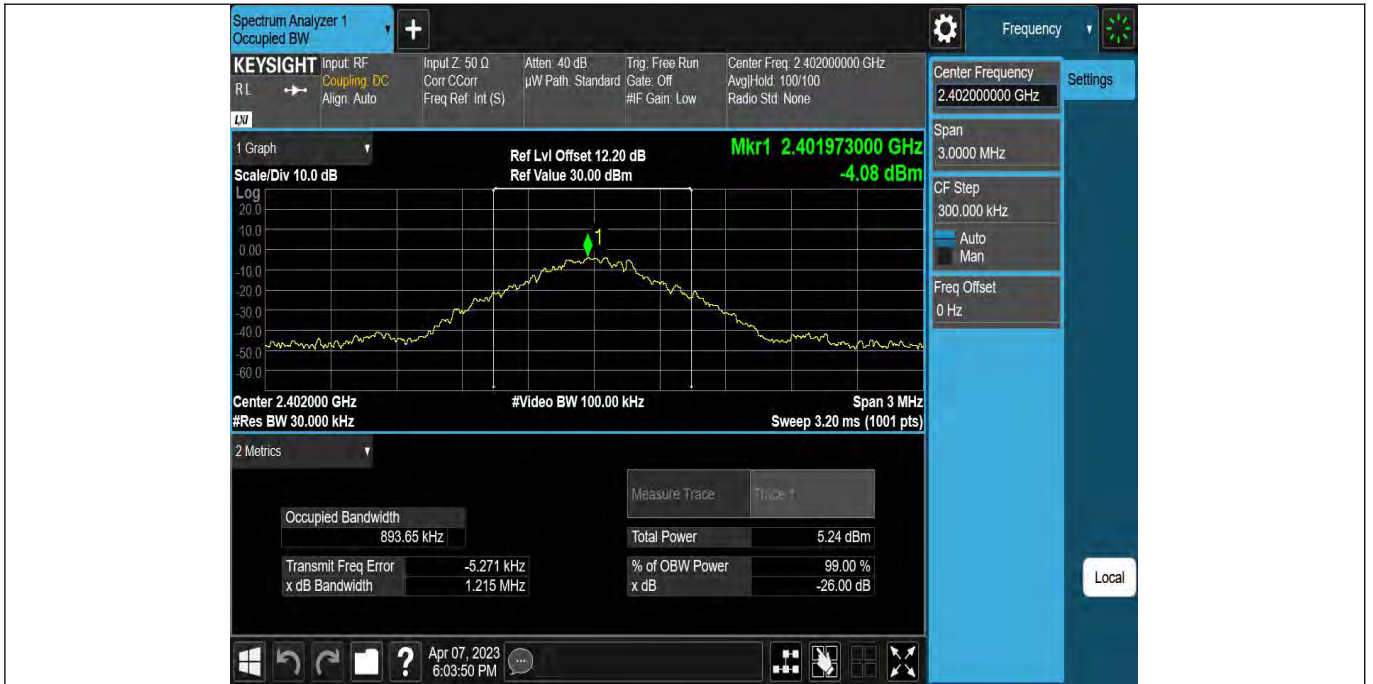 Spectrum Analyzer 1
Occupied BW
+
Frequency
KEYSIGHT
RL
LXI
Input: RF
Coupling: DC
Align: Auto
Input Z: 50 Ω
Corr CCorr
Freq Ref: Int (S)
Atten: 40 dB
µW Path: Standard
Trig: Free Run
Gate: Off
#IF Gain: Low
Center Freq: 2.402000000 GHz
Avg|Hold: 100/100
Radio Std: None
Center Frequency
2.402000000 GHz
Settings
Span
3.0000 MHz
CF Step
300.000 kHz
Auto
Man
Freq Offset
0 Hz
Local
1 Graph
Scale/Div 10.0 dB
Ref Lvl Offset 12.20 dB
Ref Value 30.00 dBm
Mkr1 2.401973000 GHz
-4.08 dBm
Log
20.0
10.0
0.00
-10.0
-20.0
-30.0
-40.0
-50.0
-60.0
1
Center 2.402000 GHz
#Res BW 30.000 kHz
#Video BW 100.00 kHz
Span 3 MHz
Sweep 3.20 ms (1001 pts)
2 Metrics
Measure Trace
Trace 1
Occupied Bandwidth
893.65 kHz
Total Power 5.24 dBm
Transmit Freq Error -5.271 kHz
% of OBW Power 99.00 %
x dB Bandwidth 1.215 MHz
x dB -26.00 dB
?
Apr 07, 2023
6:03:50 PM